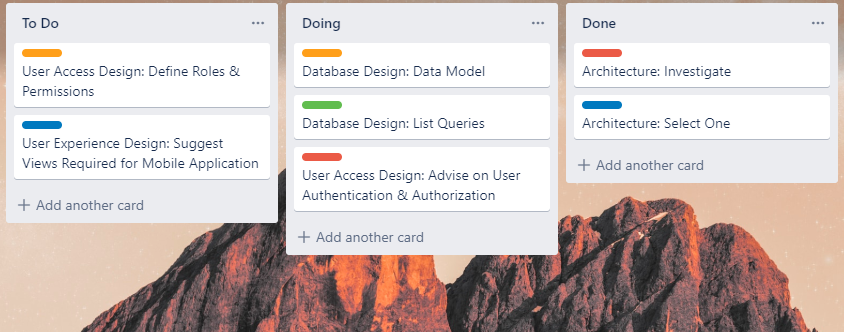 To Do
User Access Design: Define Roles &
Permissions
User Experience Design: Suggest
Views Required for Mobile Application
+ Add another card
Doing
Database Design: Data Model
Database Design: List Queries
User Access Design: Advise on User
Authentication & Authorization
+ Add another card
Done
Architecture: Investigate
Architecture: Select One
+ Add another card